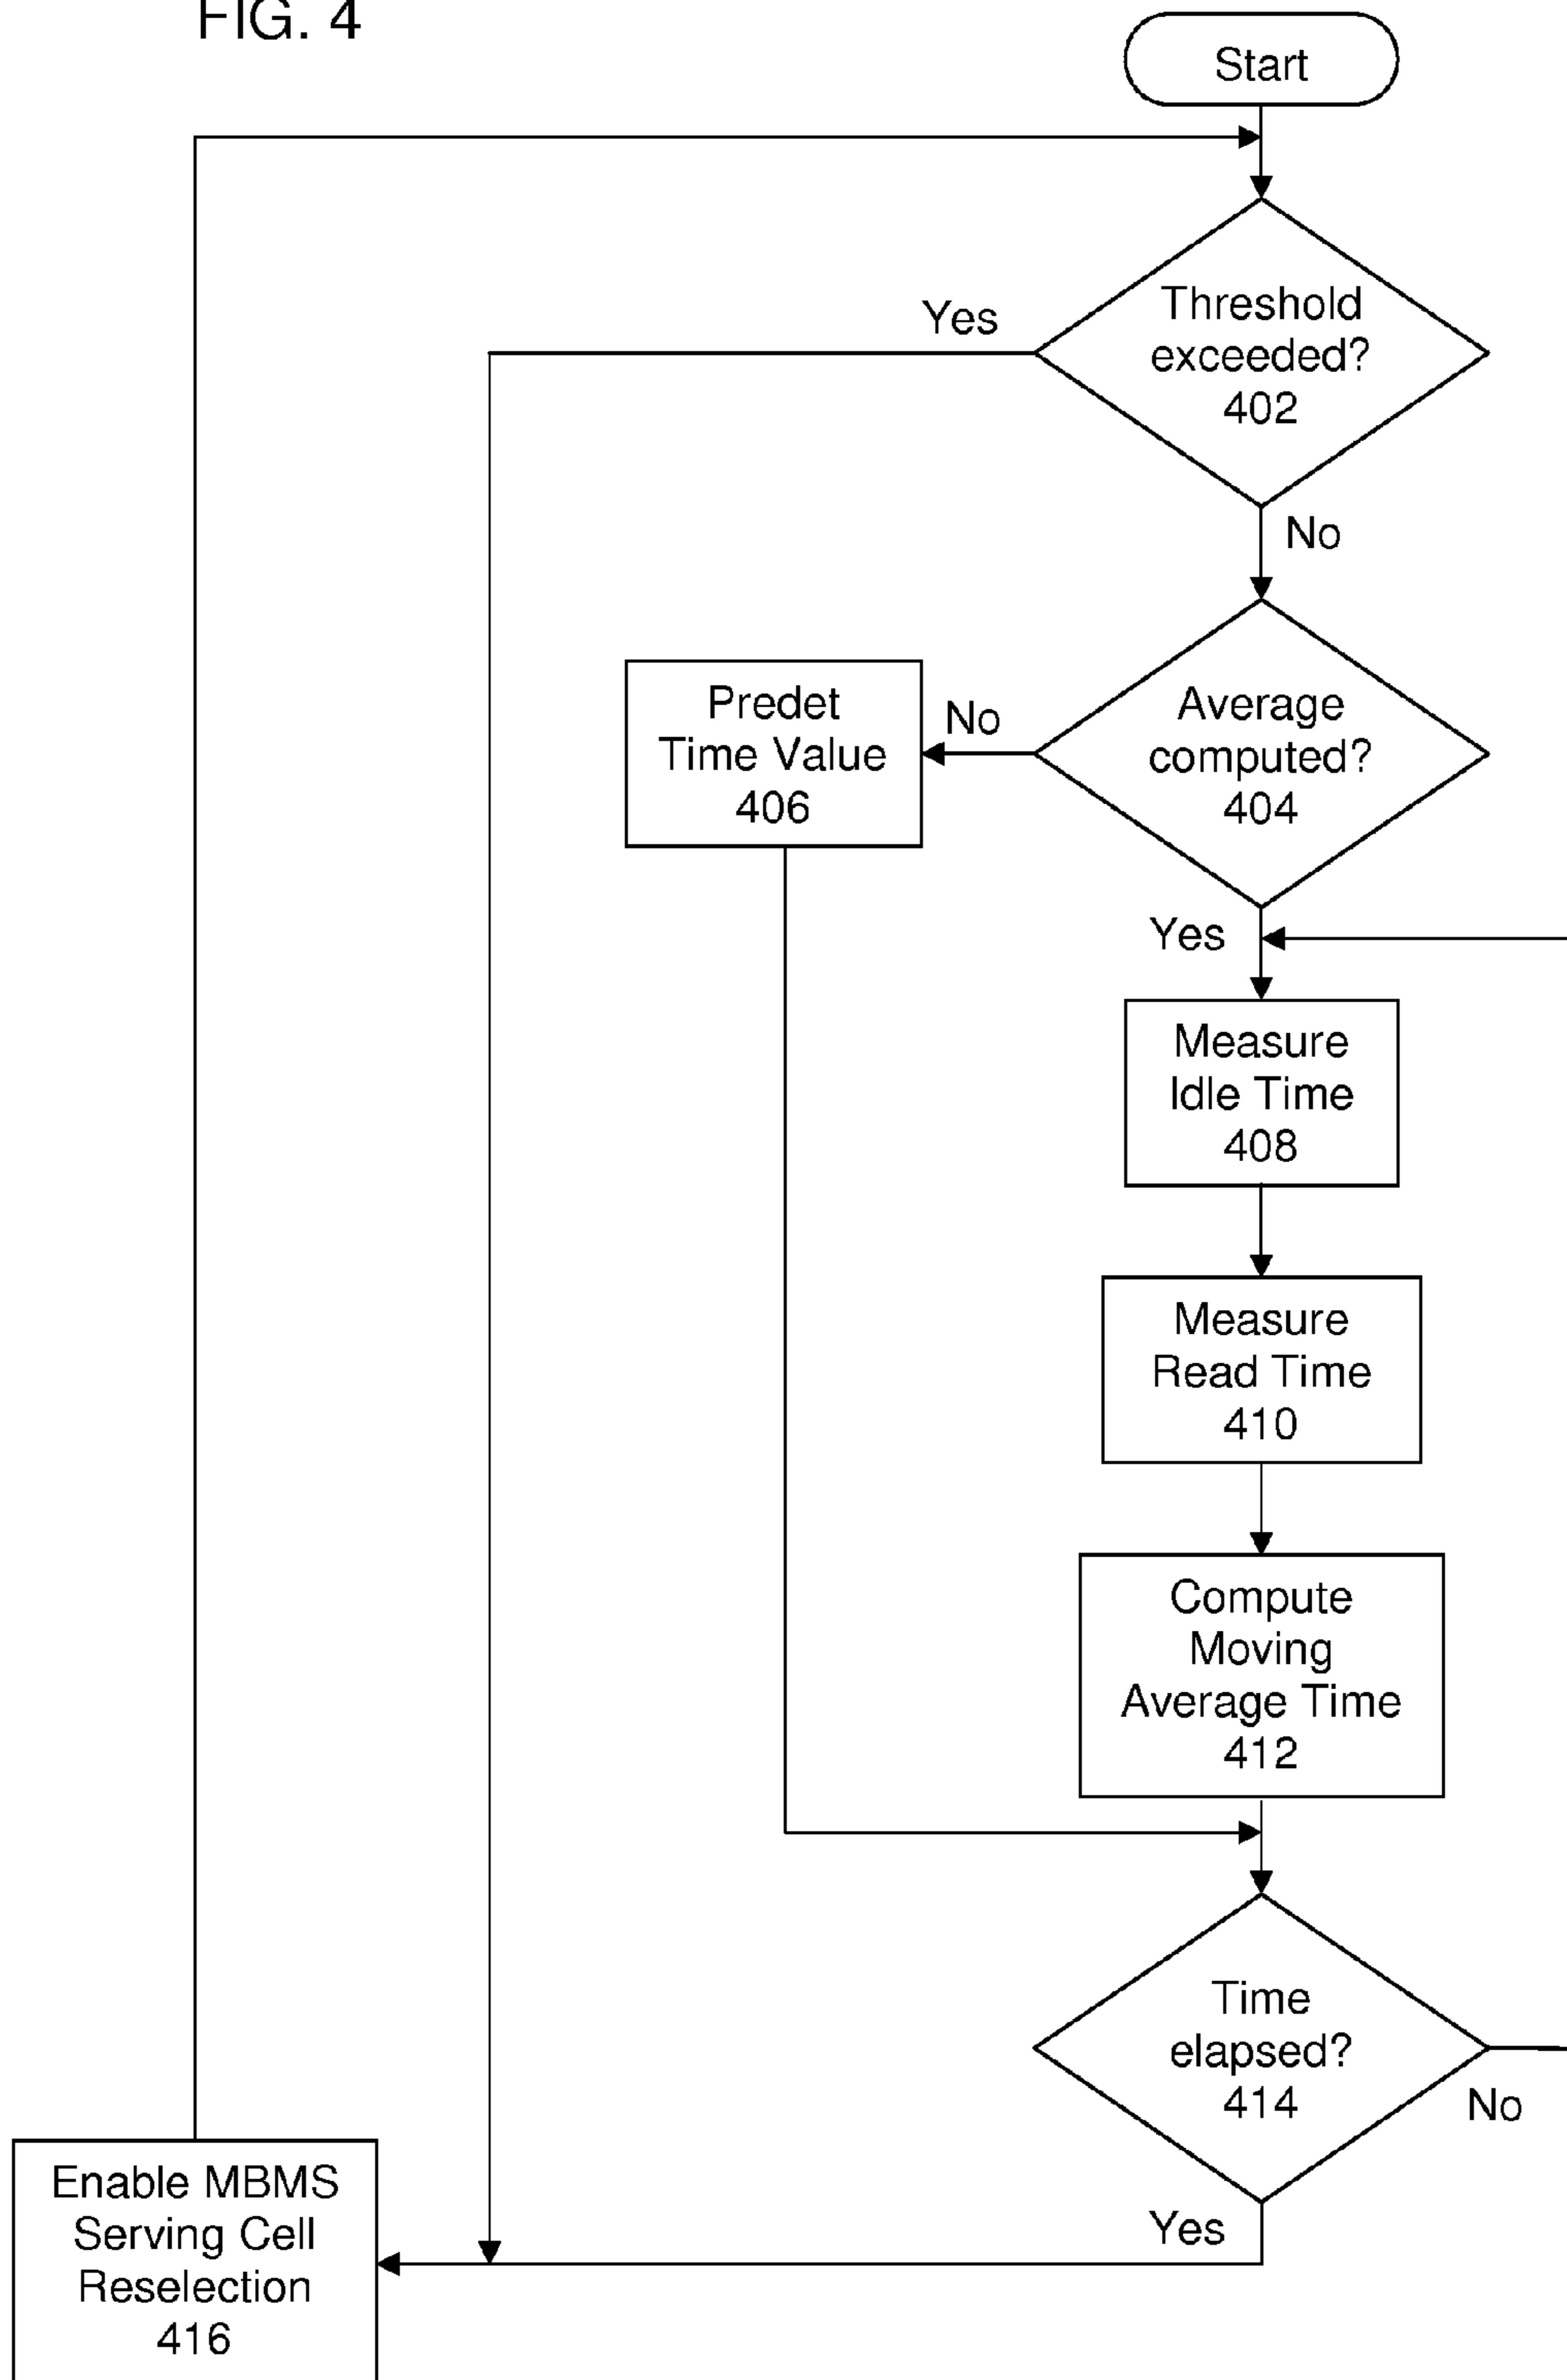 FIG. 4
Start
Threshold
exceeded?
402
Yes
No
Average
computed?
404
No
Predet
Time Value
406
Yes
Measure
Idle Time
408
Measure
Read Time
410
Compute
Moving
Average Time
412
Time
elapsed?
414
No
Yes
Enable MBMS
Serving Cell
Reselection
416